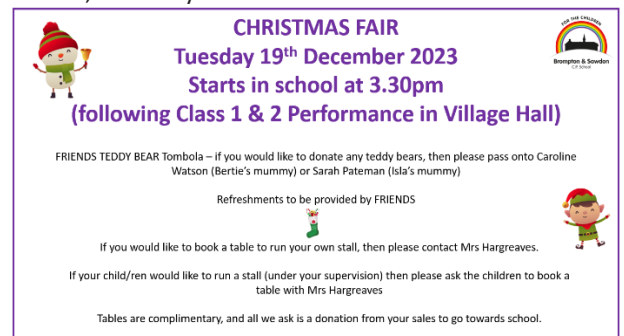 CHRISTMAS FAIR
Tuesday 19th December 2023
Starts in school at 3.30pm
(following Class 1 & 2 Performance in Village Hall)
FOR THE CHILDREN
Brompton & Sawdon
C.P. School
FRIENDS TEDDY BEAR Tombola – if you would like to donate any teddy bears, then please pass onto Caroline
Watson (Bertie's mummy) or Sarah Pateman (Isla's mummy)
Refreshments to be provided by FRIENDS
If you would like to book a table to run your own stall, then please contact Mrs Hargreaves.
If your child/ren would like to run a stall (under your supervision) then please ask the children to book a
table with Mrs Hargreaves
Tables are complimentary, and all we ask is a donation from your sales to go towards school.